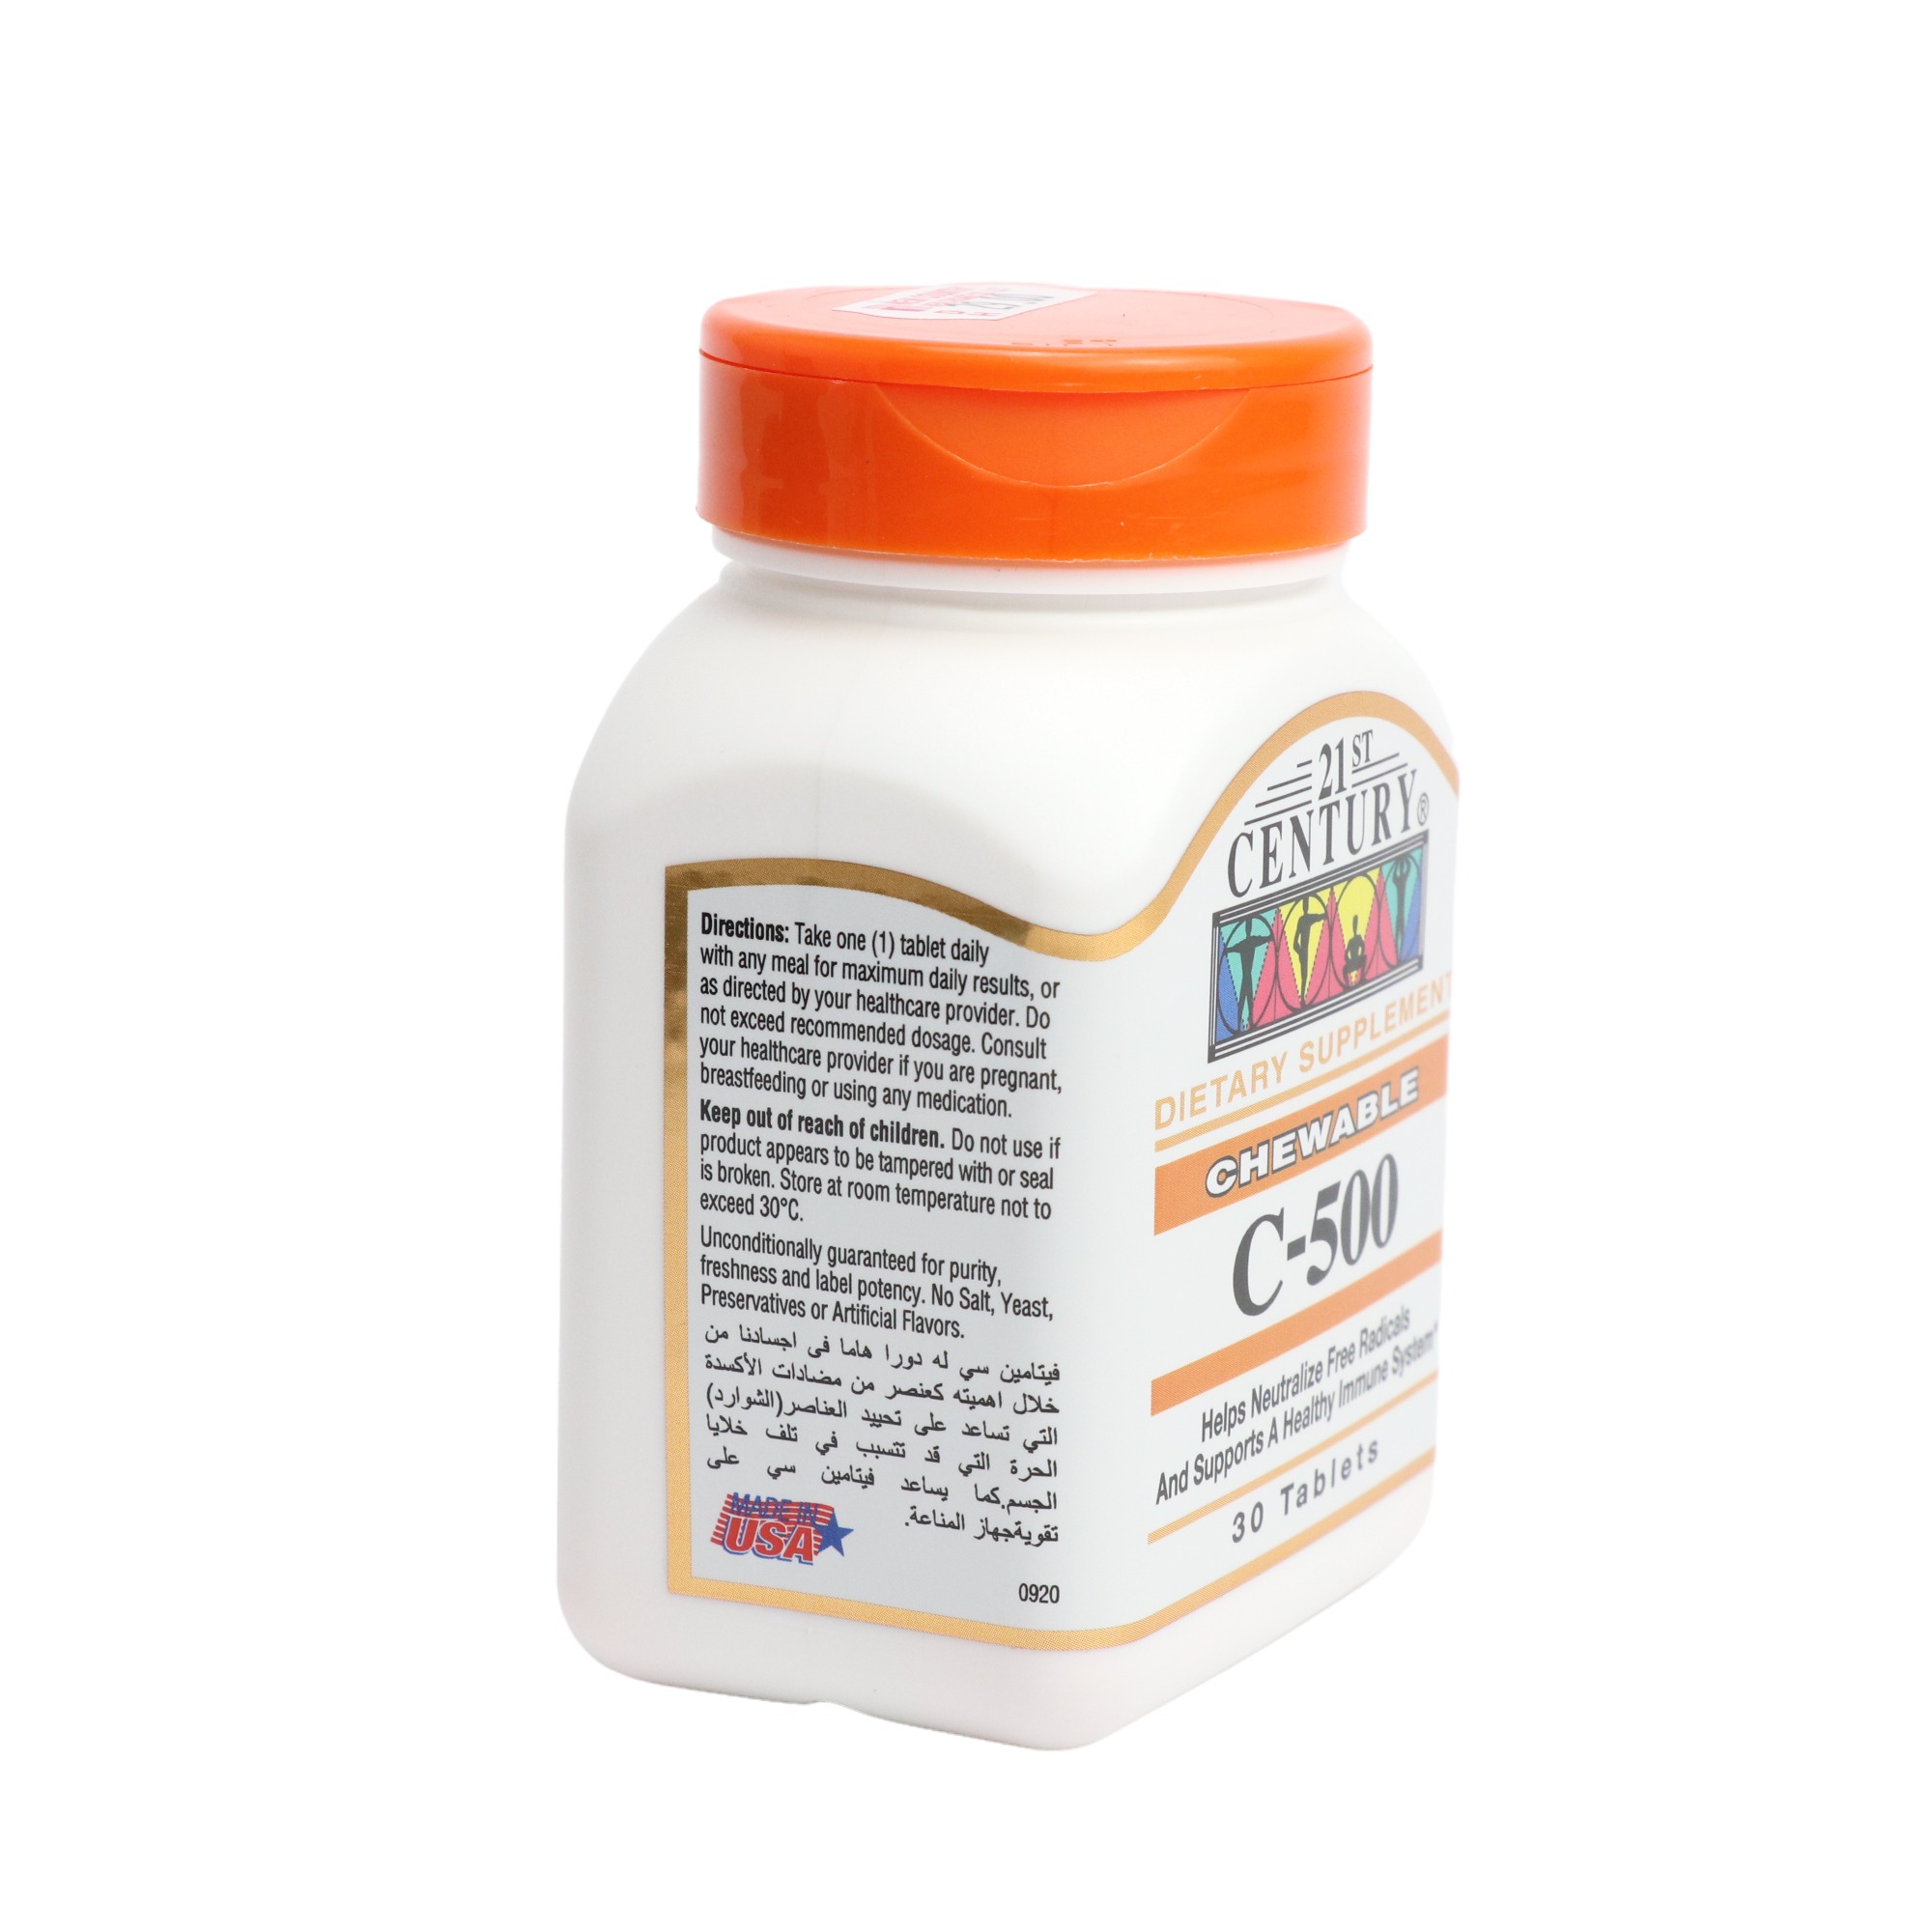 Directions: Take one (1) tablet daily
with any meal for maximum daily results, or
as directed by your healthcare provider. Do
not exceed recommended dosage. Consult
your healthcare provider if you are pregnant,
breastfeeding or using any medication.
Keep out of reach of children. Do not use if
product appears to be tampered with or seal
is broken. Store at room temperature not to
exceed 30°C.
Unconditionally guaranteed for purity,
freshness and label potency. No Salt, Yeast,
Preservatives or Artificial Flavors.
فيتامين سي له دورا هاما فى اجسادنا من
خلال اهميته كعنصر من مضادات الأكسدة
التي تساعد على تحييد العناصر(الشوارد)
الحرة التي قد تتسبب في تلف خلايا
الجسم.كما يساعد فيتامين سي على
تقويةجهاز المناعة.
MADE IN
USA
0920
21ST
CENTURY®
DIETARY SUPPLEMENT
CHEWABLE
C-500
Helps Neutralize Free Radicals
And Supports A Healthy Immune System*
30 Tablets